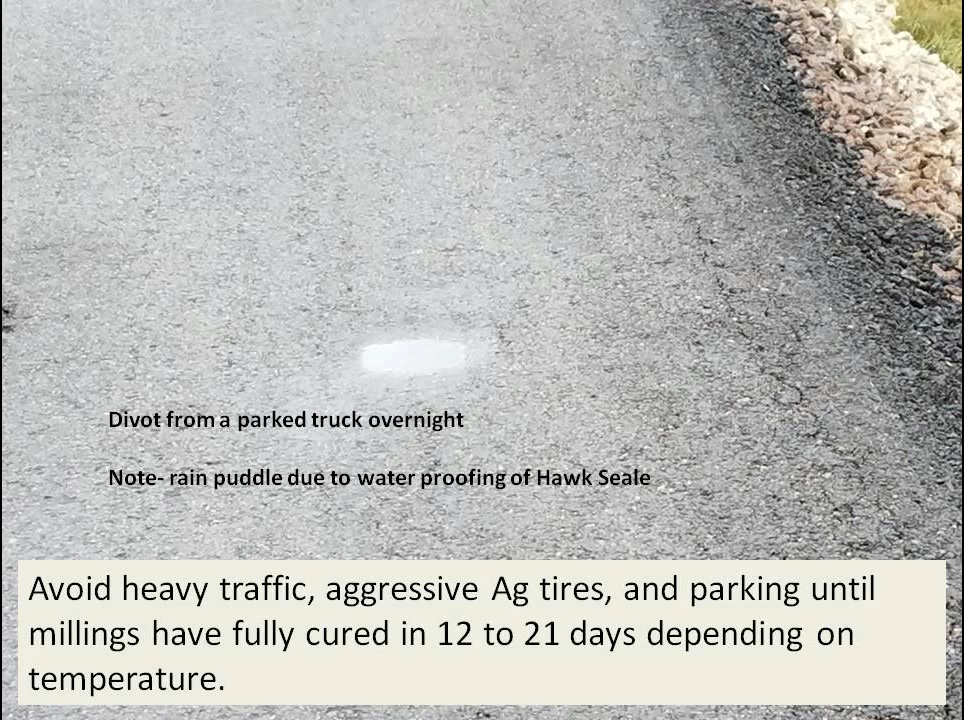 Divot from a parked truck overnight
Note- rain puddle due to water proofing of Hawk Seale
Avoid heavy traffic, aggressive Ag tires, and parking until
millings have fully cured in 12 to 21 days depending on
temperature.